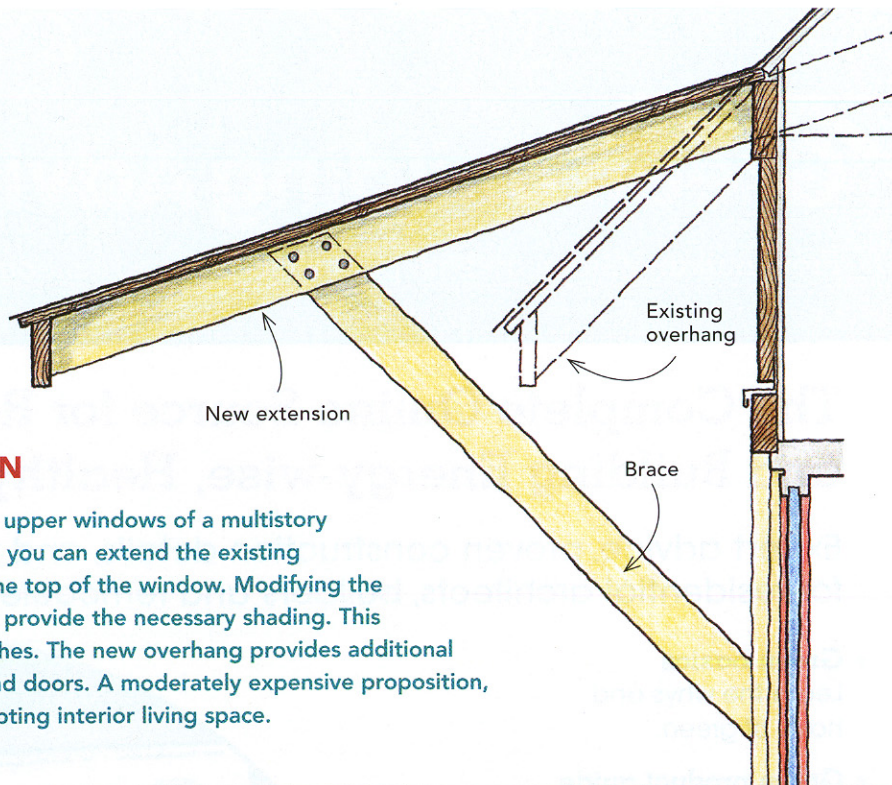 Existing
overhang
New extension
Brace
N
upper windows of a multistory
you can extend the existing
ne top of the window. Modifying the
provide the necessary shading. This
hes. The new overhang provides additional
nd doors. A moderately expensive proposition,
pting interior living space.